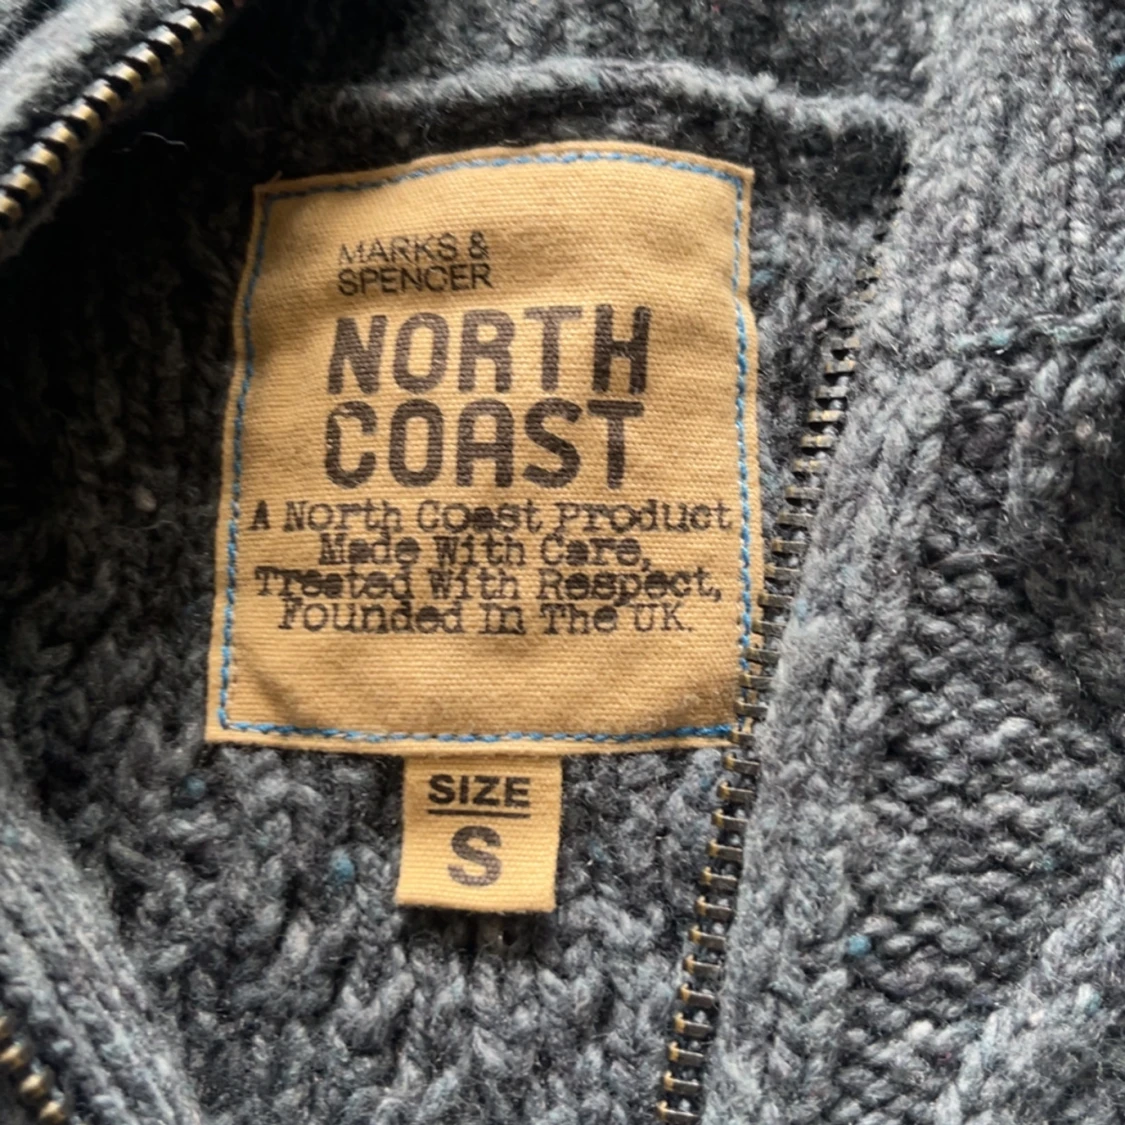 MARKS &
SPENCER
NORTH
COAST
A North Coast Product
Made With Care,
Treated With Respect,
Founded In The UK.
SIZE
S